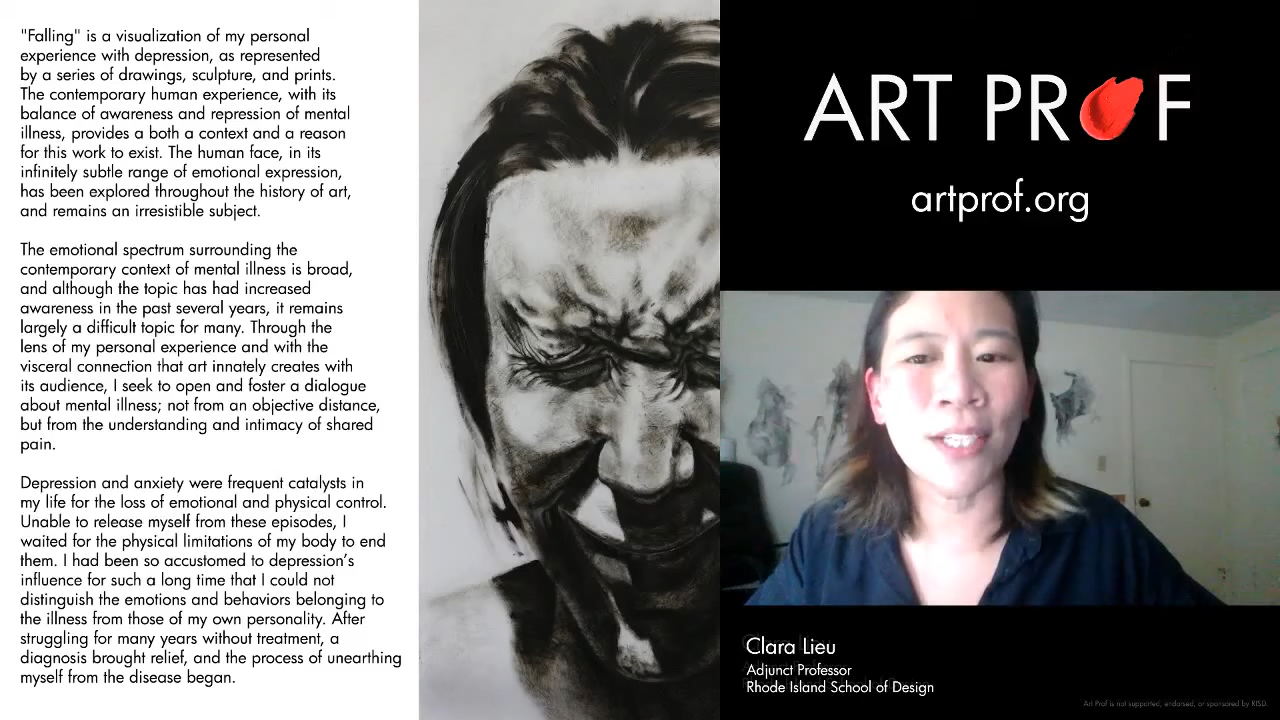 "Falling" is a visualization of my personal
experience with depression, as represented
by a series of drawings, sculpture, and prints.
The contemporary human experience, with its
balance of awareness and repression of mental
illness, provides a both a context and a reason
for this work to exist. The human face, in its
infinitely subtle range of emotional expression,
has been explored throughout the history of art,
and remains an irresistible subject.
The emotional spectrum surrounding the
contemporary context of mental illness is broad,
and although the topic has had increased
awareness in the past several years, it remains
largely a difficult topic for many. Through the
lens of my personal experience and with the
visceral connection that art innately creates with
its audience, I seek to open and foster a dialogue
about mental illness; not from an objective distance,
but from the understanding and intimacy of shared
pain.
Depression and anxiety were frequent catalysts in
my life for the loss of emotional and physical control.
Unable to release myself from these episodes, I
waited for the physical limitations of my body to end
them. I had been so accustomed to depression's
influence for such a long time that I could not
distinguish the emotions and behaviors belonging to
the illness from those of my own personality. After
struggling for many years without treatment, a
diagnosis brought relief, and the process of unearthing
myself from the disease began.
ART PROF
artprof.org
Clara Lieu
Adjunct Professor
Rhode Island School of Design
Art Prof is not supported, endorsed, or sponsored by RISD.